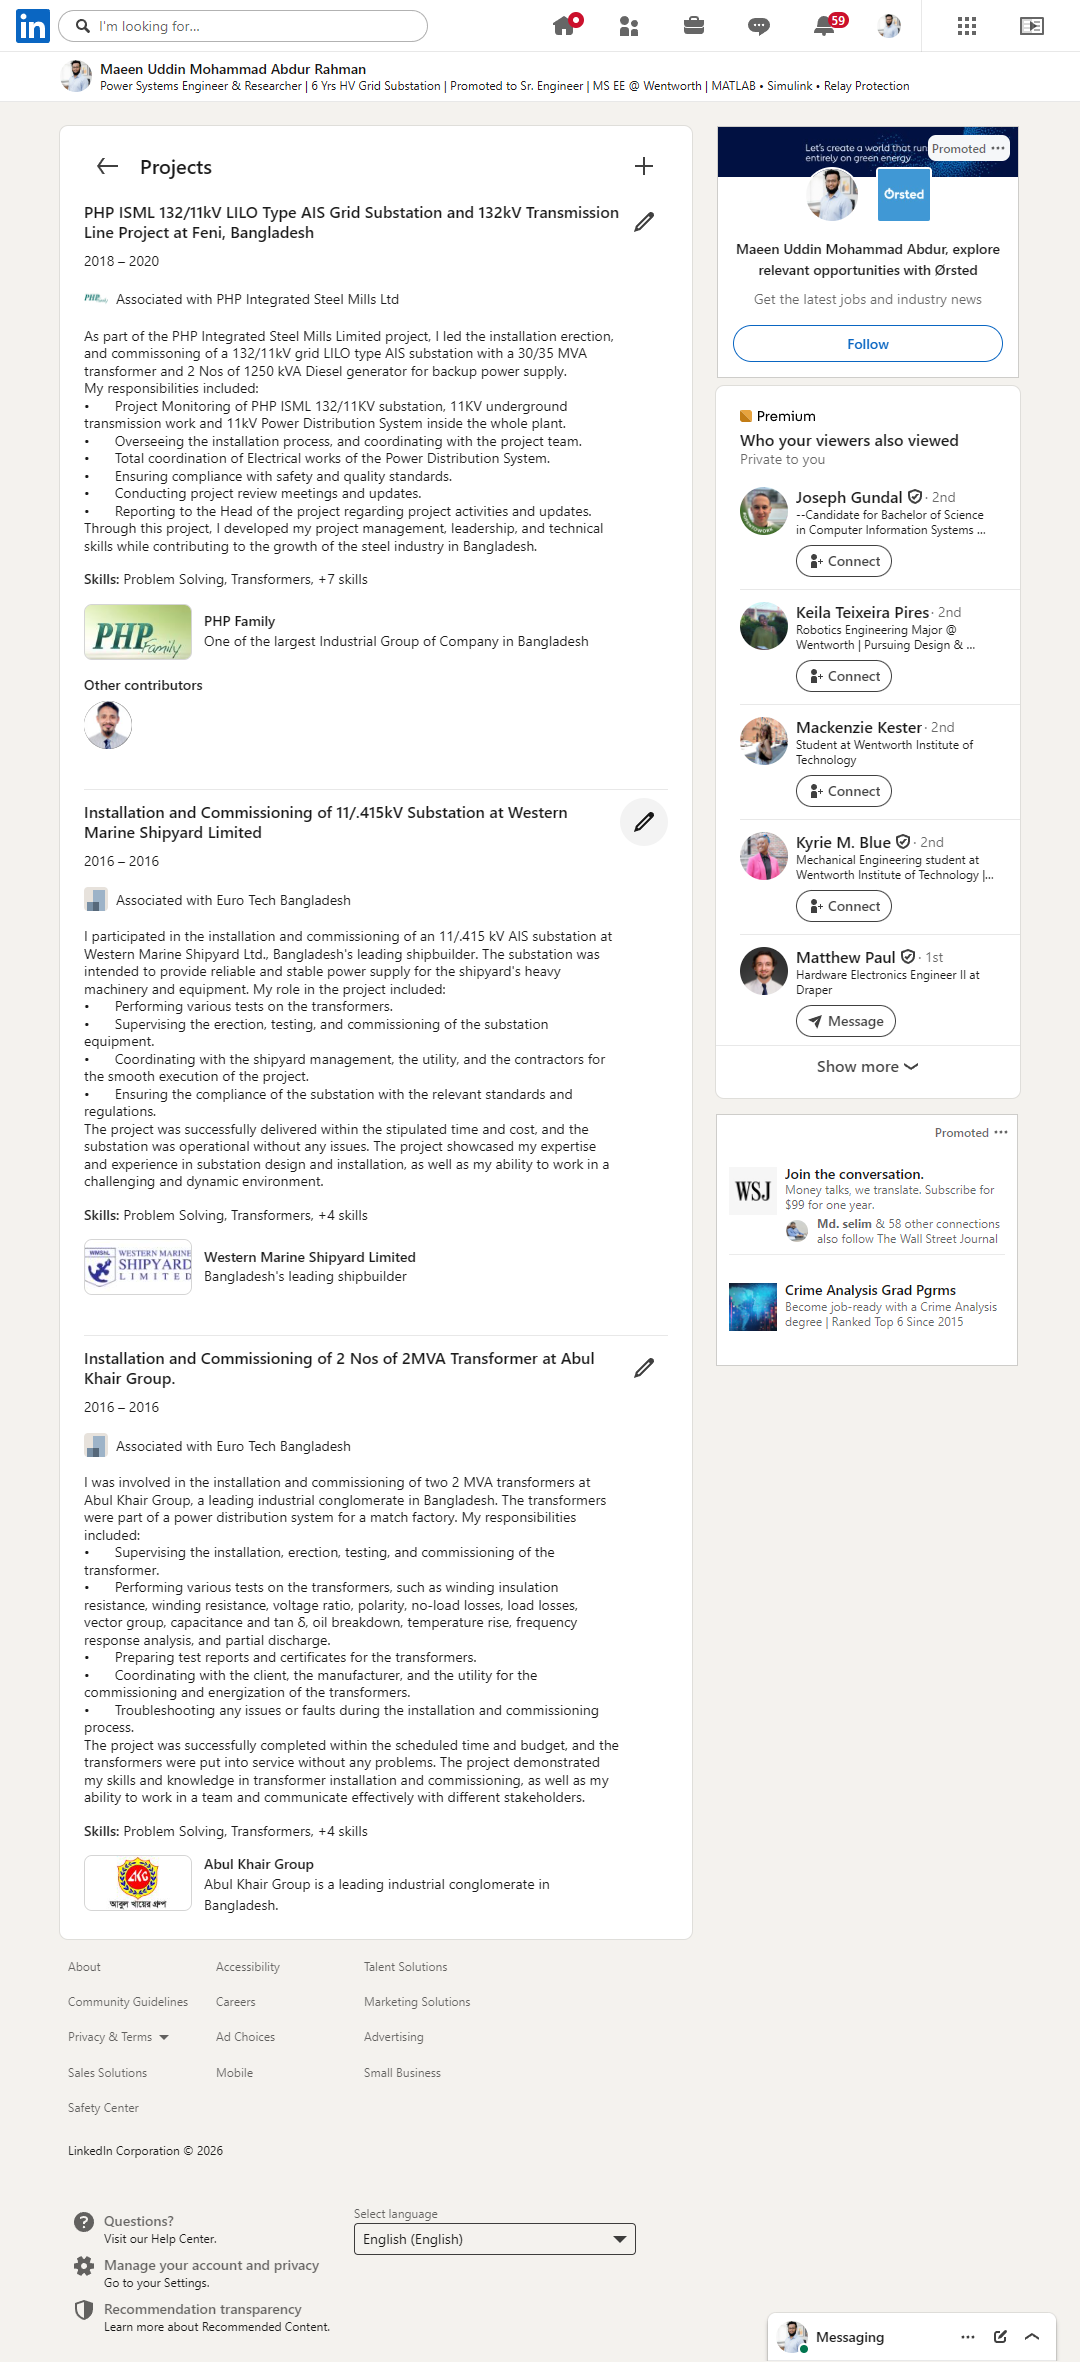 in
I'm looking for...
59
Maeen Uddin Mohammad Abdur Rahman
Power Systems Engineer & Researcher | 6 Yrs HV Grid Substation | Promoted to Sr. Engineer | MS EE @ Wentworth | MATLAB • Simulink • Relay Protection
Projects
PHP ISML 132/11kV LILO Type AIS Grid Substation and 132kV Transmission
Line Project at Feni, Bangladesh
2018 – 2020
Associated with PHP Integrated Steel Mills Ltd
As part of the PHP Integrated Steel Mills Limited project, I led the installation erection,
and commissoning of a 132/11kV grid LILO type AIS substation with a 30/35 MVA
transformer and 2 Nos of 1250 kVA Diesel generator for backup power supply.
My responsibilities included:
• Project Monitoring of PHP ISML 132/11KV substation, 11KV underground
transmission work and 11kV Power Distribution System inside the whole plant.
• Overseeing the installation process, and coordinating with the project team.
• Total coordination of Electrical works of the Power Distribution System.
• Ensuring compliance with safety and quality standards.
• Conducting project review meetings and updates.
• Reporting to the Head of the project regarding project activities and updates.
Through this project, I developed my project management, leadership, and technical
skills while contributing to the growth of the steel industry in Bangladesh.
Skills: Problem Solving, Transformers, +7 skills
PHP Family
PHP Family
One of the largest Industrial Group of Company in Bangladesh
Other contributors
Installation and Commissioning of 11/.415kV Substation at Western
Marine Shipyard Limited
2016 – 2016
Associated with Euro Tech Bangladesh
I participated in the installation and commissioning of an 11/.415 kV AIS substation at
Western Marine Shipyard Ltd., Bangladesh's leading shipbuilder. The substation was
intended to provide reliable and stable power supply for the shipyard's heavy
machinery and equipment. My role in the project included:
• Performing various tests on the transformers.
• Supervising the erection, testing, and commissioning of the substation
equipment.
• Coordinating with the shipyard management, the utility, and the contractors for
the smooth execution of the project.
• Ensuring the compliance of the substation with the relevant standards and
regulations.
The project was successfully delivered within the stipulated time and cost, and the
substation was operational without any issues. The project showcased my expertise
and experience in substation design and installation, as well as my ability to work in a
challenging and dynamic environment.
Skills: Problem Solving, Transformers, +4 skills
WESTERN MARINE
SHIPYARD
LIMITED
Western Marine Shipyard Limited
Bangladesh's leading shipbuilder
Installation and Commissioning of 2 Nos of 2MVA Transformer at Abul
Khair Group.
2016 – 2016
Associated with Euro Tech Bangladesh
I was involved in the installation and commissioning of two 2 MVA transformers at
Abul Khair Group, a leading industrial conglomerate in Bangladesh. The transformers
were part of a power distribution system for a match factory. My responsibilities
included:
• Supervising the installation, erection, testing, and commissioning of the
transformer.
• Performing various tests on the transformers, such as winding insulation
resistance, winding resistance, voltage ratio, polarity, no-load losses, load losses,
vector group, capacitance and tan δ, oil breakdown, temperature rise, frequency
response analysis, and partial discharge.
• Preparing test reports and certificates for the transformers.
• Coordinating with the client, the manufacturer, and the utility for the
commissioning and energization of the transformers.
• Troubleshooting any issues or faults during the installation and commissioning
process.
The project was successfully completed within the scheduled time and budget, and the
transformers were put into service without any problems. The project demonstrated
my skills and knowledge in transformer installation and commissioning, as well as my
ability to work in a team and communicate effectively with different stakeholders.
Skills: Problem Solving, Transformers, +4 skills
AKG
আবুল খায়ের গ্রুপ
Abul Khair Group
Abul Khair Group is a leading industrial conglomerate in
Bangladesh.
Let's create a world that run
entirely on green energy
Promoted
Ørsted
Maeen Uddin Mohammad Abdur, explore
relevant opportunities with Ørsted
Get the latest jobs and industry news
Follow
Premium
Who your viewers also viewed
Private to you
Joseph Gundal · 2nd
--Candidate for Bachelor of Science
in Computer Information Systems ...
Connect
Keila Teixeira Pires · 2nd
Robotics Engineering Major @
Wentworth | Pursuing Design & ...
Connect
Mackenzie Kester · 2nd
Student at Wentworth Institute of
Technology
Connect
Kyrie M. Blue · 2nd
Mechanical Engineering student at
Wentworth Institute of Technology |...
Connect
Matthew Paul · 1st
Hardware Electronics Engineer II at
Draper
Message
Show more
Promoted
WSJ
Join the conversation.
Money talks, we translate. Subscribe for
$99 for one year.
Md. selim & 58 other connections
also follow The Wall Street Journal
Crime Analysis Grad Pgrms
Become job-ready with a Crime Analysis
degree | Ranked Top 6 Since 2015
About
Accessibility
Talent Solutions
Community Guidelines
Careers
Marketing Solutions
Privacy & Terms
Ad Choices
Advertising
Sales Solutions
Mobile
Small Business
Safety Center
LinkedIn Corporation © 2026
Questions?
Visit our Help Center.
Manage your account and privacy
Go to your Settings.
Recommendation transparency
Learn more about Recommended Content.
Select language
English (English)
Messaging